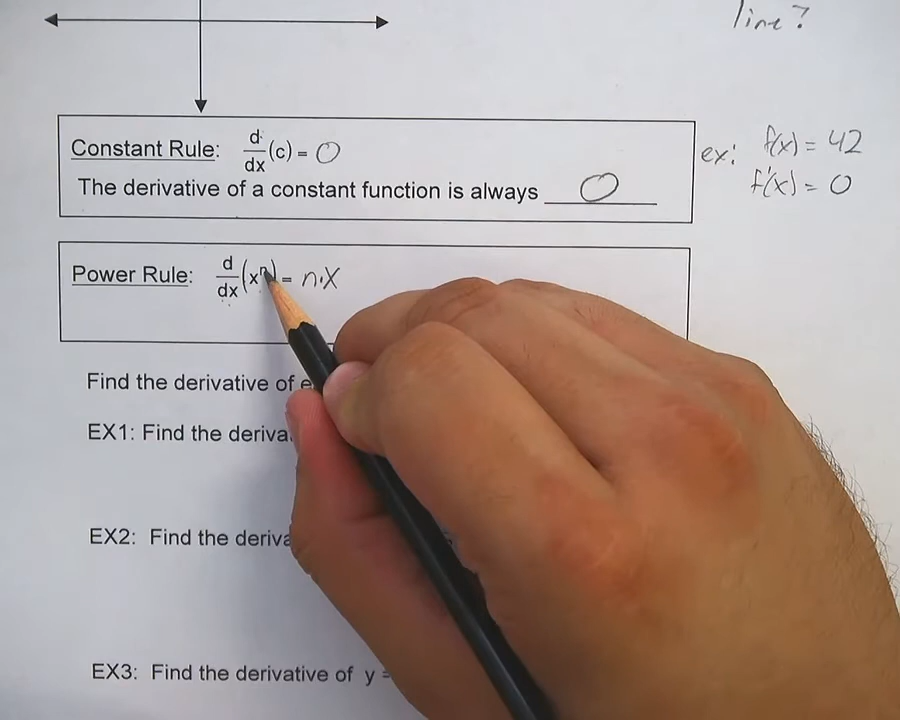 line?
Constant Rule: d/dx (c) = 0
The derivative of a constant function is always 0
ex: f(x) = 42
f'(x) = 0
Power Rule: d/dx (xⁿ) = n·x
Find the derivative of
EX1: Find the deriva
EX2: Find the deriva
EX3: Find the derivative of y =